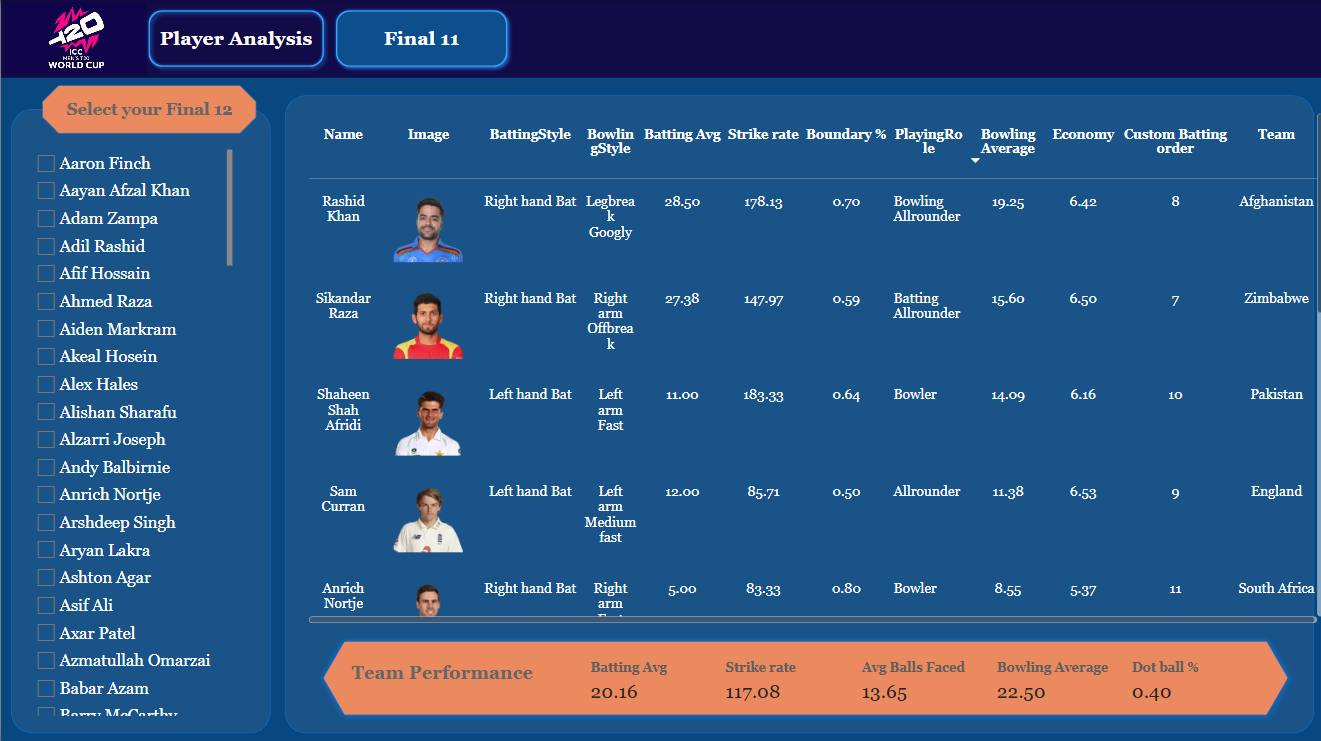 T20
ICC
MEN'S T20
WORLD CUP
Player Analysis
Final 11
Select your Final 12
Aaron Finch
Aayan Afzal Khan
Adam Zampa
Adil Rashid
Afif Hossain
Ahmed Raza
Aiden Markram
Akeal Hosein
Alex Hales
Alishan Sharafu
Alzarri Joseph
Andy Balbirnie
Anrich Nortje
Arshdeep Singh
Aryan Lakra
Ashton Agar
Asif Ali
Axar Patel
Azmatullah Omarzai
Babar Azam
Barry McCarthy
Name Image BattingStyle Bowlin Batting Avg Strike rate Boundary % PlayingRo Bowling Economy Custom Batting Team
gStyle le Average order
Rashid Right hand Bat Legbrea 28.50 178.13 0.70 Bowling 19.25 6.42 8 Afghanistan
Khan k Allrounder
Googly
Sikandar Right hand Bat Right 27.38 147.97 0.59 Batting 15.60 6.50 7 Zimbabwe
Raza arm Allrounder
Offbrea
k
Shaheen Left hand Bat Left 11.00 183.33 0.64 Bowler 14.09 6.16 10 Pakistan
Shah arm
Afridi Fast
Sam Left hand Bat Left 12.00 85.71 0.50 Allrounder 11.38 6.53 9 England
Curran arm
Medium
fast
Anrich Right hand Bat Right 5.00 83.33 0.80 Bowler 8.55 5.37 11 South Africa
Nortje arm
Team Performance
Batting Avg Strike rate Avg Balls Faced Bowling Average Dot ball %
20.16 117.08 13.65 22.50 0.40